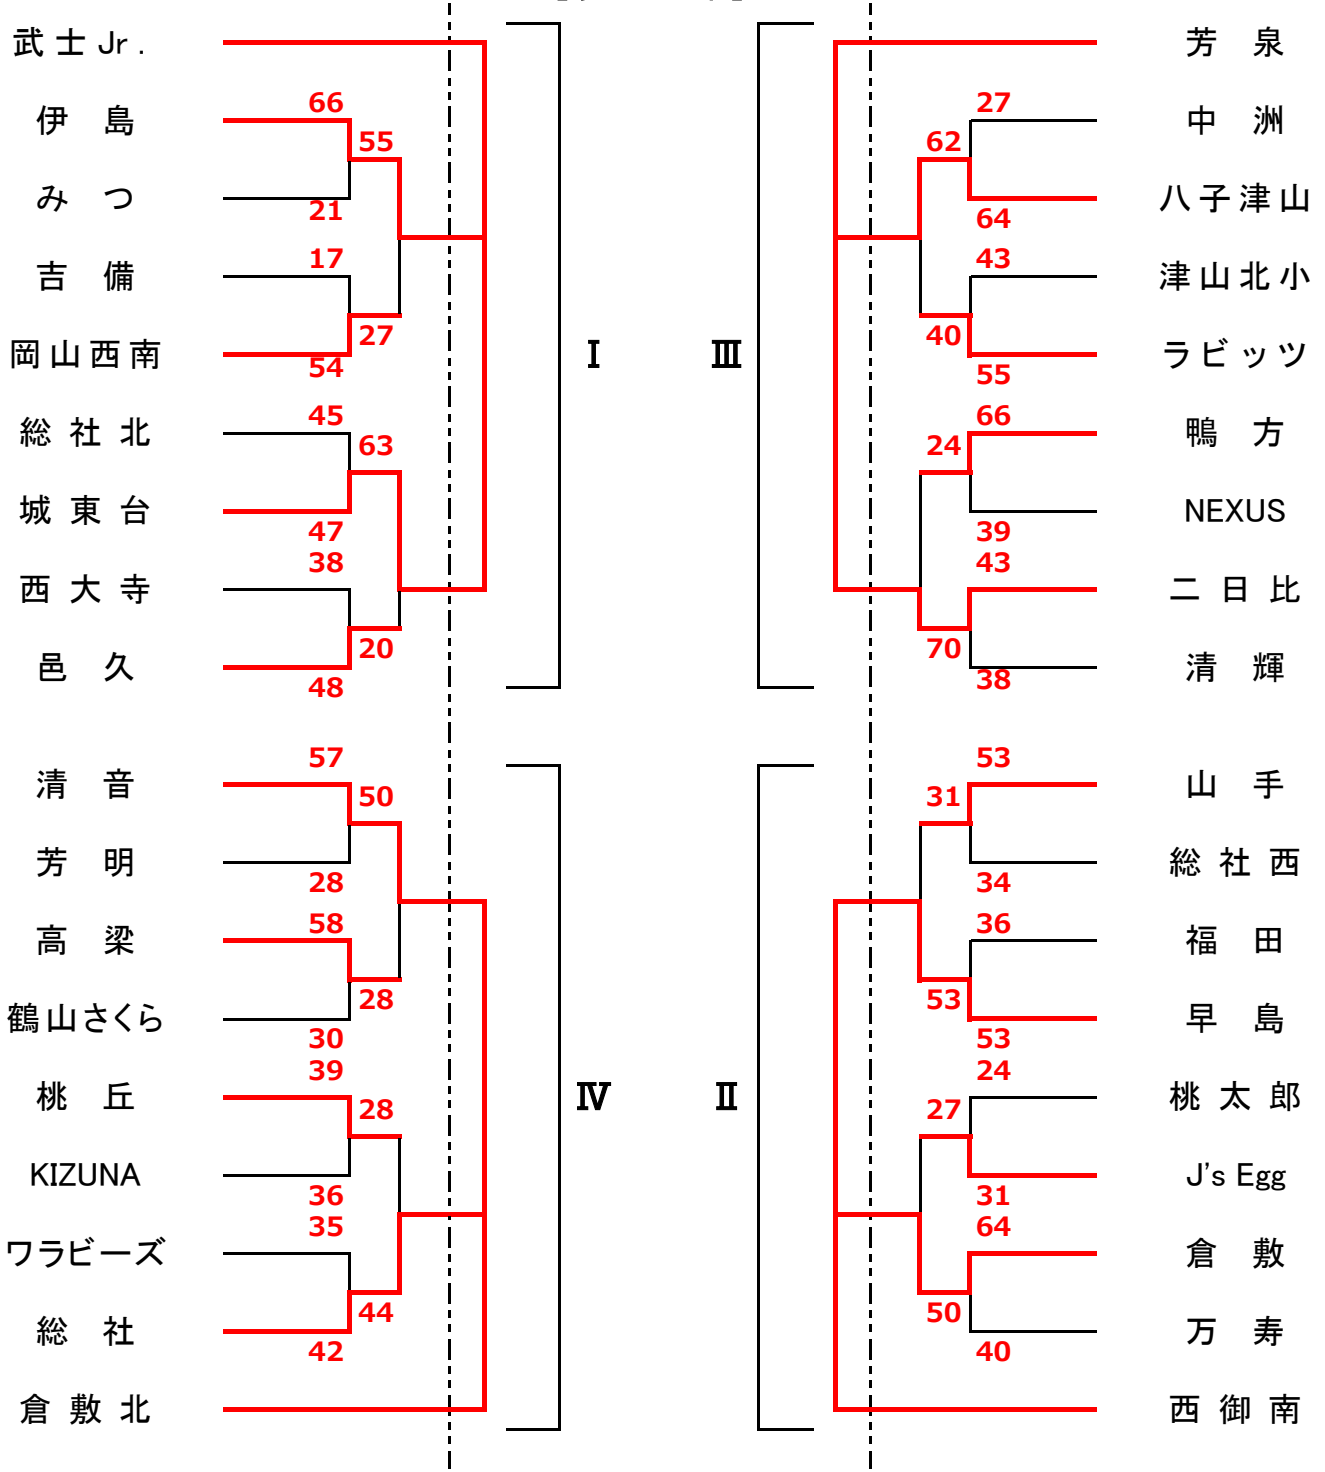 武士Jr.
伊島
みつ
吉備
岡山西南
総社北
城東台
西大寺
邑久
66
55
21
17
27
54
45
63
47
38
20
48
I
III
芳泉
中洲
八子津山
津山北小
ラビッツ
鴨方
NEXUS
二日比
清輝
27
62
64
43
40
55
66
24
39
43
70
38
清音
芳明
高梁
鶴山さくら
桃丘
KIZUNA
ワラビーズ
総社
倉敷北
57
50
28
58
28
30
39
28
36
35
44
42
IV
II
山手
総社西
福田
早島
桃太郎
J's Egg
倉敷
万寿
西御南
53
31
34
36
53
53
24
27
31
64
50
40